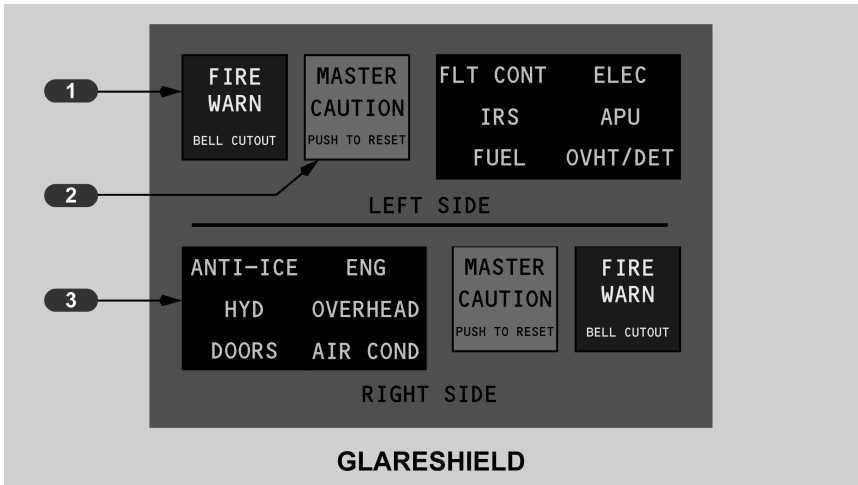 1
FIRE
WARN
BELL CUTOUT
MASTER
CAUTION
PUSH TO RESET
FLT CONT ELEC
IRS APU
FUEL OVHT/DET
2
LEFT SIDE
3
ANTI-ICE ENG
HYD OVERHEAD
DOORS AIR COND
MASTER
CAUTION
PUSH TO RESET
FIRE
WARN
BELL CUTOUT
RIGHT SIDE
GLARESHIELD